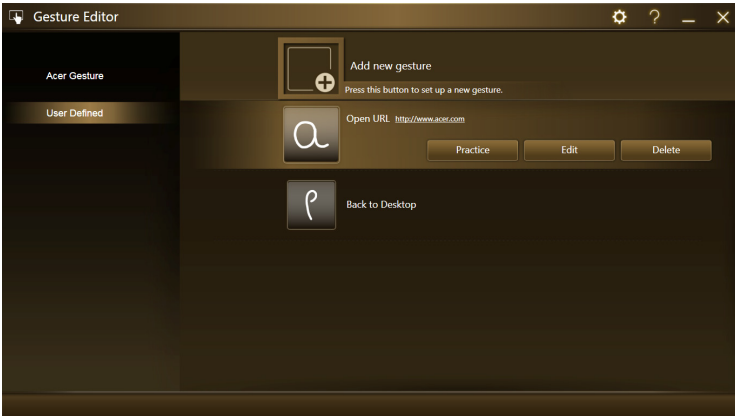 Gesture Editor
?
Acer Gesture
User Defined
Add new gesture
Press this button to set up a new gesture.
a
Open URL http://www.acer.com
Practice Edit Delete
Back to Desktop